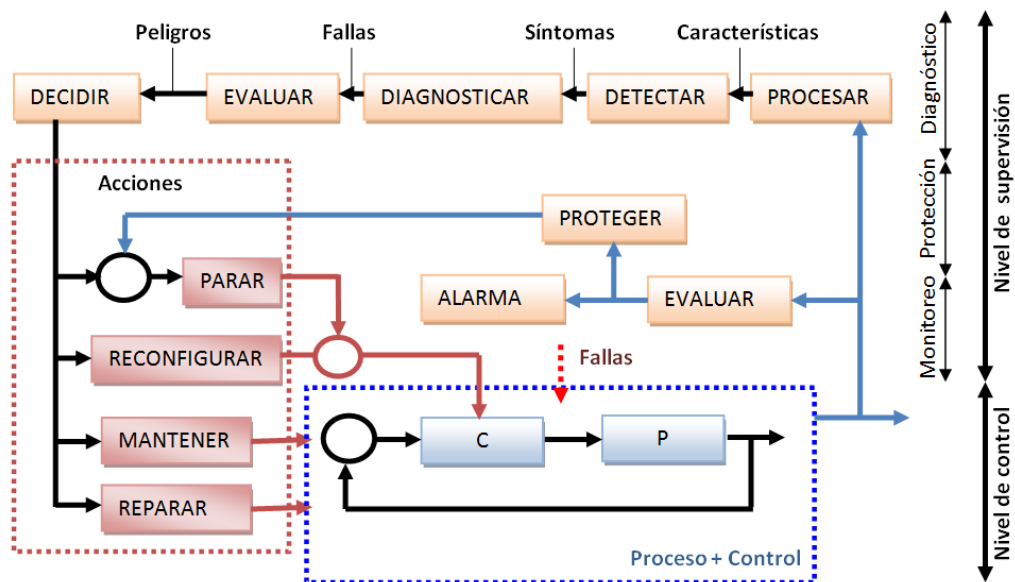 Peligros
Fallas
Síntomas
Características
DECIDIR
EVALUAR
DIAGNOSTICAR
DETECTAR
PROCESAR
Diagnóstico
Acciones
PROTEGER
Protección
Nivel de supervisión
PARAR
ALARMA
EVALUAR
Monitoreo
RECONFIGURAR
Fallas
MANTENER
C
P
REPARAR
Proceso + Control
Nivel de control